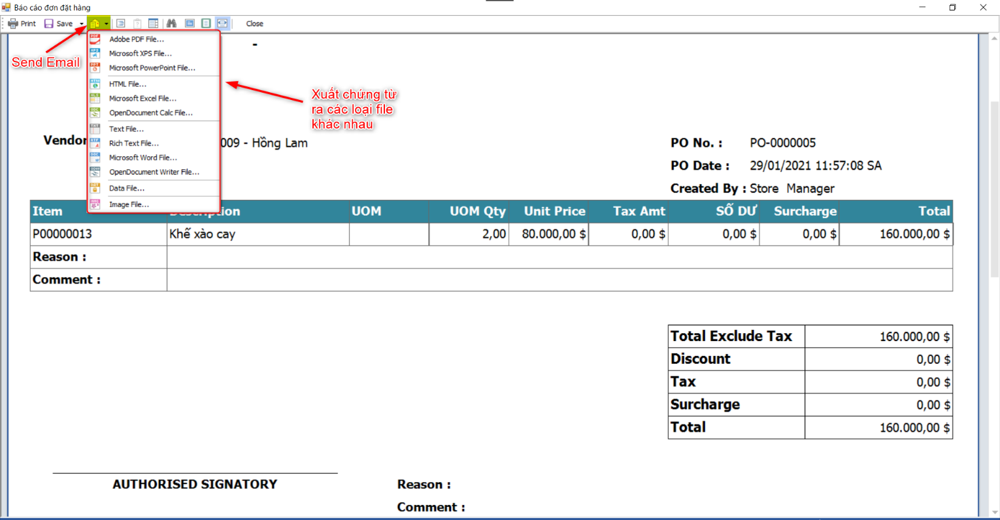 Báo cáo đơn đặt hàng
Print Save Close
Send Email
Adobe PDF File...
Microsoft XPS File...
Microsoft PowerPoint File...
HTML File...
Microsoft Excel File...
OpenDocument Calc File...
Text File...
Rich Text File...
Microsoft Word File...
OpenDocument Writer File...
Data File...
Image File...
-
Xuất chứng từ
ra các loại file
khác nhau
Vendor 009 - Hồng Lam
PO No. : PO-0000005
PO Date : 29/01/2021 11:57:08 SA
Created By : Store Manager
Item Description UOM UOM Qty Unit Price Tax Amt SỐ DƯ Surcharge Total
P00000013 Khế xào cay 2,00 80.000,00 $ 0,00 $ 0,00 $ 0,00 $ 160.000,00 $
Reason :
Comment :
Total Exclude Tax 160.000,00 $
Discount 0,00 $
Tax 0,00 $
Surcharge 0,00 $
Total 160.000,00 $
AUTHORISED SIGNATORY
Reason :
Comment :